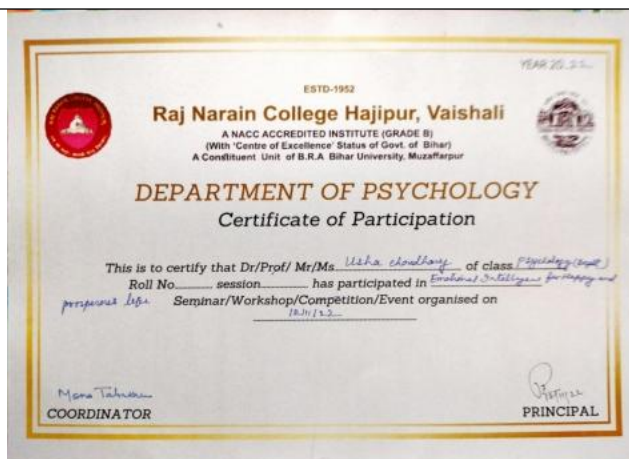 YEAR 2022
ESTD-1952
Raj Narain College Hajipur, Vaishali
A NACC ACCREDITED INSTITUTE (GRADE B)
(With 'Centre of Excellence' Status of Govt. of Bihar)
A Constituent Unit of B.R.A Bihar University, Muzaffarpur
DEPARTMENT OF PSYCHOLOGY
Certificate of Participation
This is to certify that Dr/Prof/ Mr/Ms Usha choudhary of class Psychology (Dept)
Roll No. session has participated in Emotional for Happy and
prosperous life Seminar/Workshop/Competition/Event organised on
COORDINATOR
PRINCIPAL